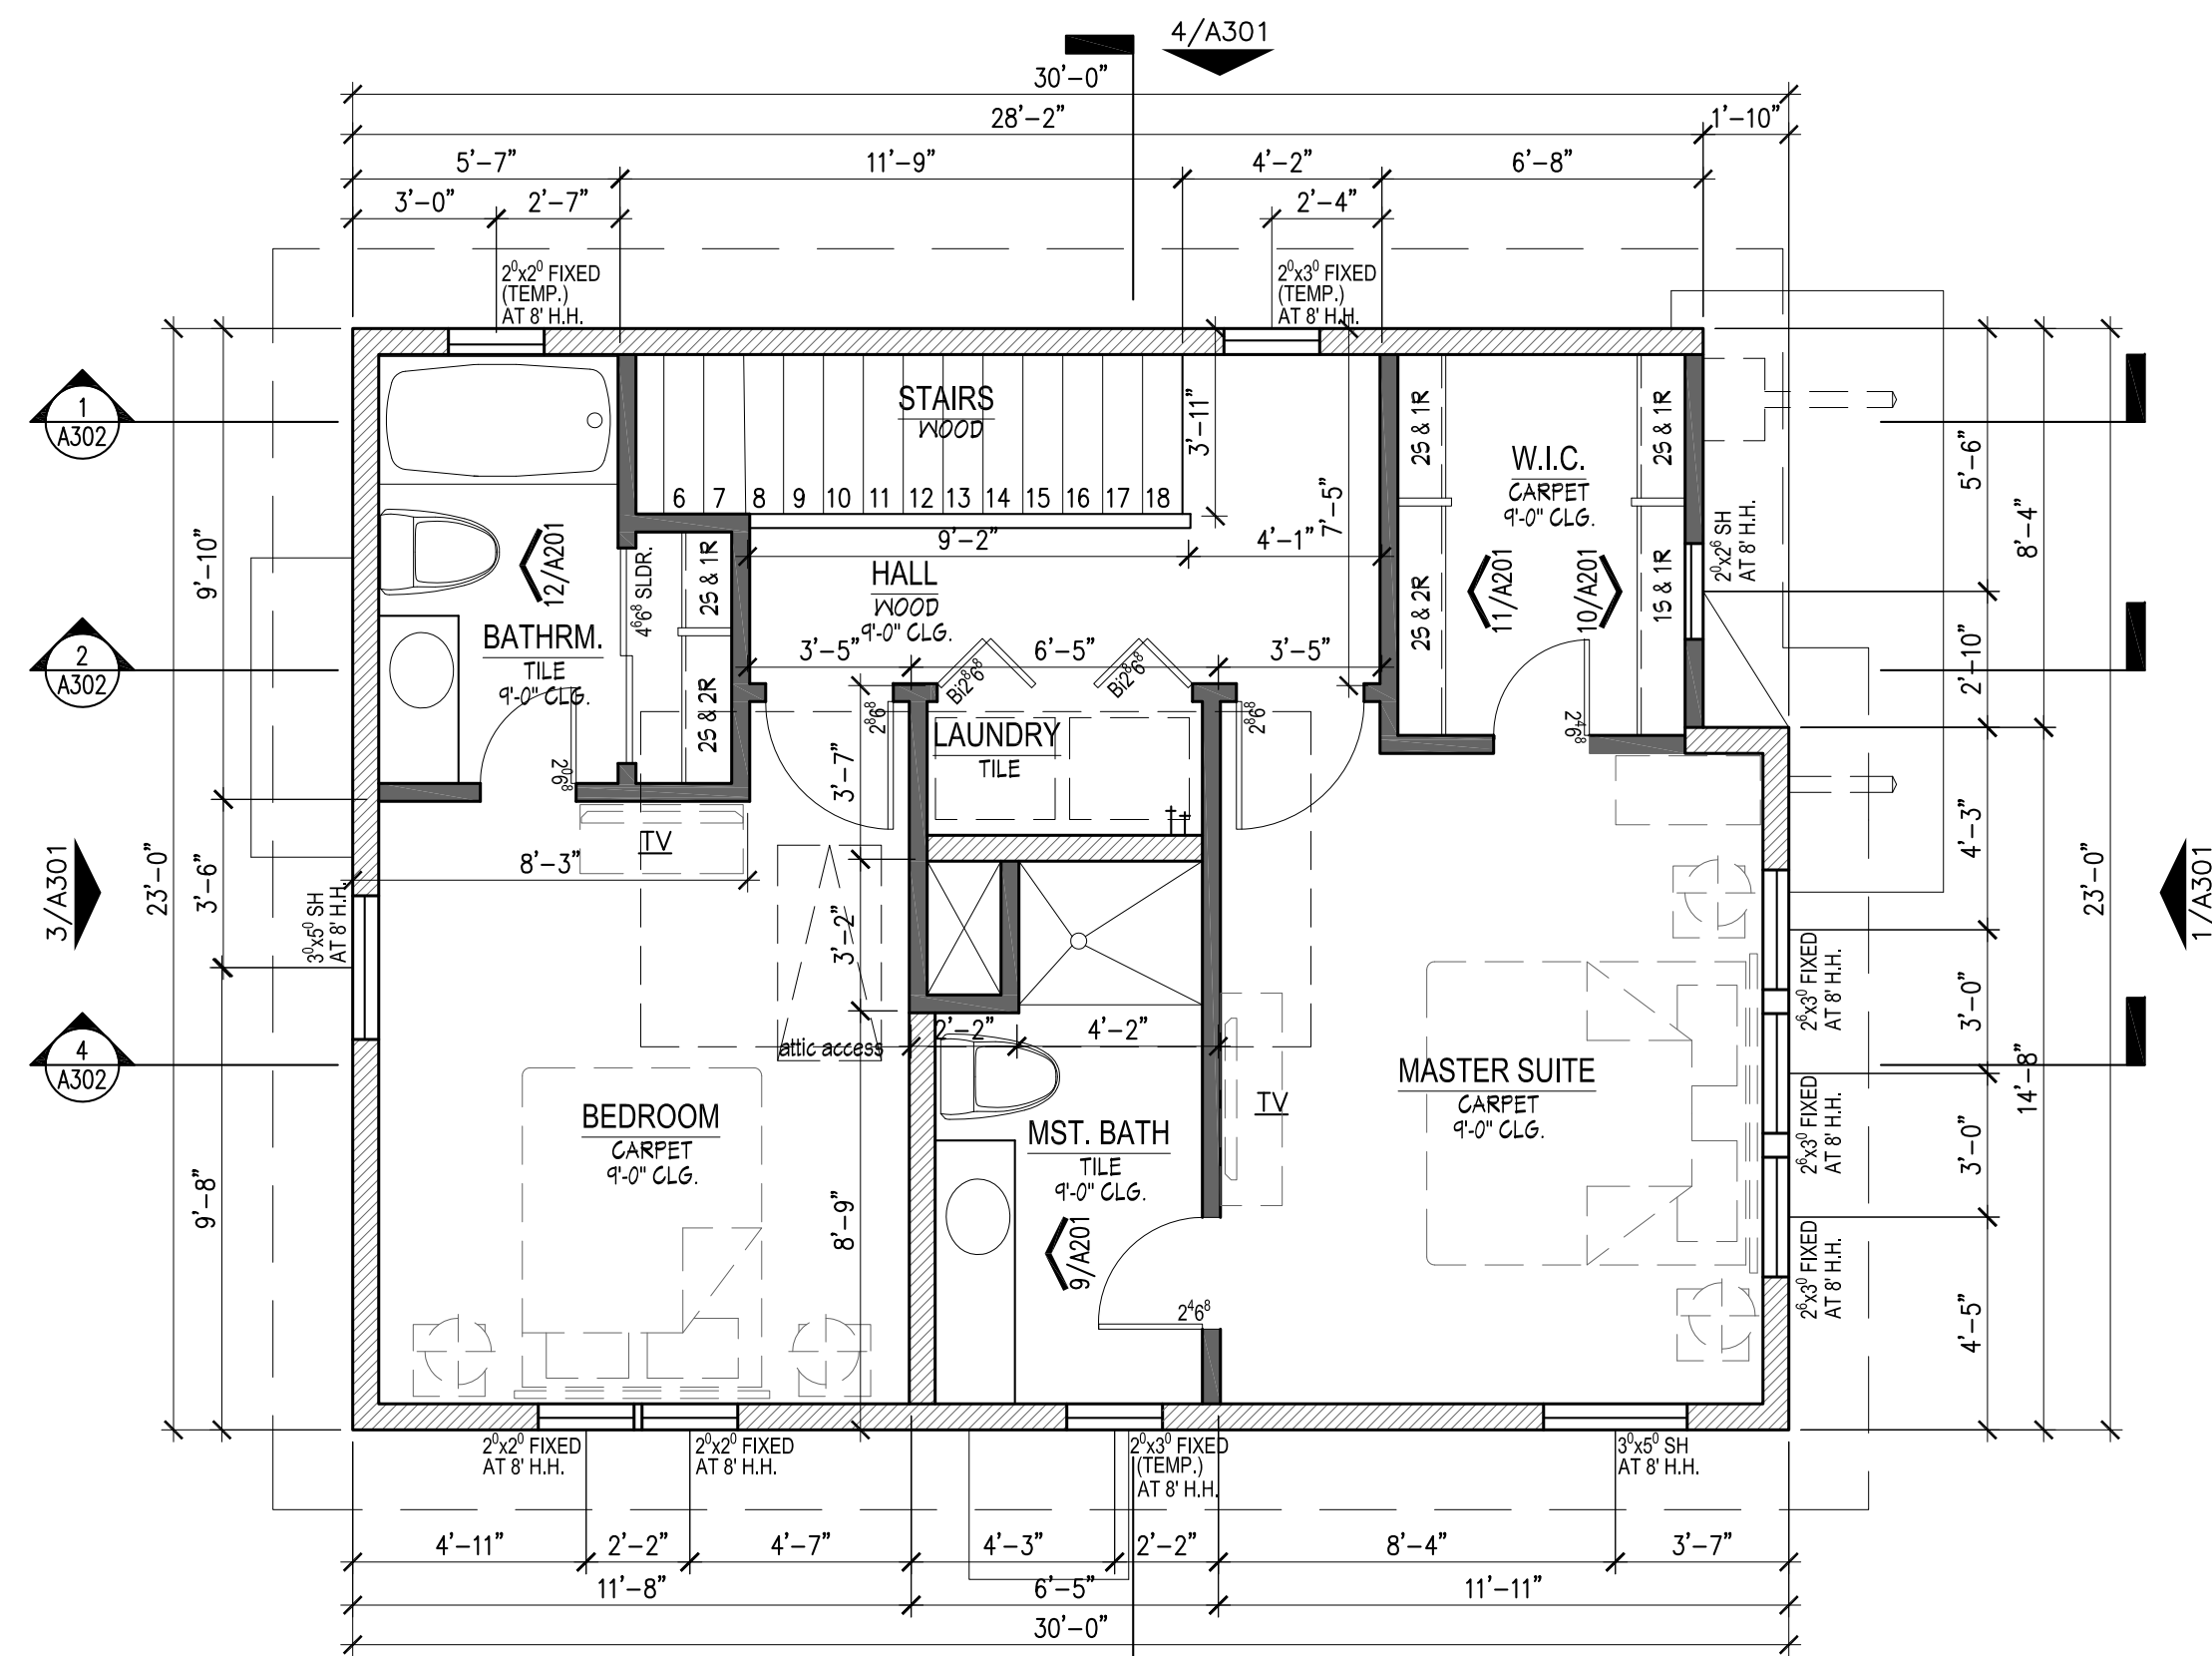 4/A301
30'-0"
28'-2"
1'-10"
5'-7"
11'-9"
4'-2"
6'-8"
3'-0"
2'-7"
2'-4"
2⁰x2⁰ FIXED
(TEMP.)
AT 8' H.H.
2⁰x3⁰ FIXED
(TEMP.)
AT 8' H.H.
1
A302
2
A302
4
A302
3/A301
1/A301
23'-0"
9'-10"
3'-6"
9'-8"
3⁰x5⁰ SH
AT 8' H.H.
STAIRS
WOOD
6 7 8 9 10 11 12 13 14 15 16 17 18
3'-11"
7'-5"
9'-2"
4'-1"
HALL
WOOD
9'-0" CLG.
3'-5"
6'-5"
3'-5"
BATHRM.
TILE
9'-0" CLG.
12/A201
4⁶6⁸ SLDR.
2S & 1R
2S & 2R
2⁰6⁸
2⁸6⁸
Bi2⁸6⁸
Bi2⁸6⁸
2⁸6⁸
LAUNDRY
TILE
W.I.C.
CARPET
9'-0" CLG.
2S & 1R
2S & 1R
2S & 2R
1S & 1R
11/A201
10/A201
2⁴6⁸
2⁰x2⁶ SH
AT 8' H.H.
TV
8'-3"
3'-7"
3'-2"
8'-9"
attic access
BEDROOM
CARPET
9'-0" CLG.
2'-2"
4'-2"
MST. BATH
TILE
9'-0" CLG.
9/A201
2⁴6⁸
TV
MASTER SUITE
CARPET
9'-0" CLG.
5'-6"
2'-10"
8'-4"
4'-3"
3'-0"
3'-0"
4'-5"
14'-8"
23'-0"
2⁶x3⁰ FIXED
AT 8' H.H.
2⁶x3⁰ FIXED
AT 8' H.H.
2⁶x3⁰ FIXED
AT 8' H.H.
2⁰x2⁰ FIXED
AT 8' H.H.
2⁰x2⁰ FIXED
AT 8' H.H.
2⁰x3⁰ FIXED
(TEMP.)
AT 8' H.H.
3⁰x5⁰ SH
AT 8' H.H.
4'-11"
2'-2"
4'-7"
4'-3"
2'-2"
8'-4"
3'-7"
11'-8"
6'-5"
11'-11"
30'-0"